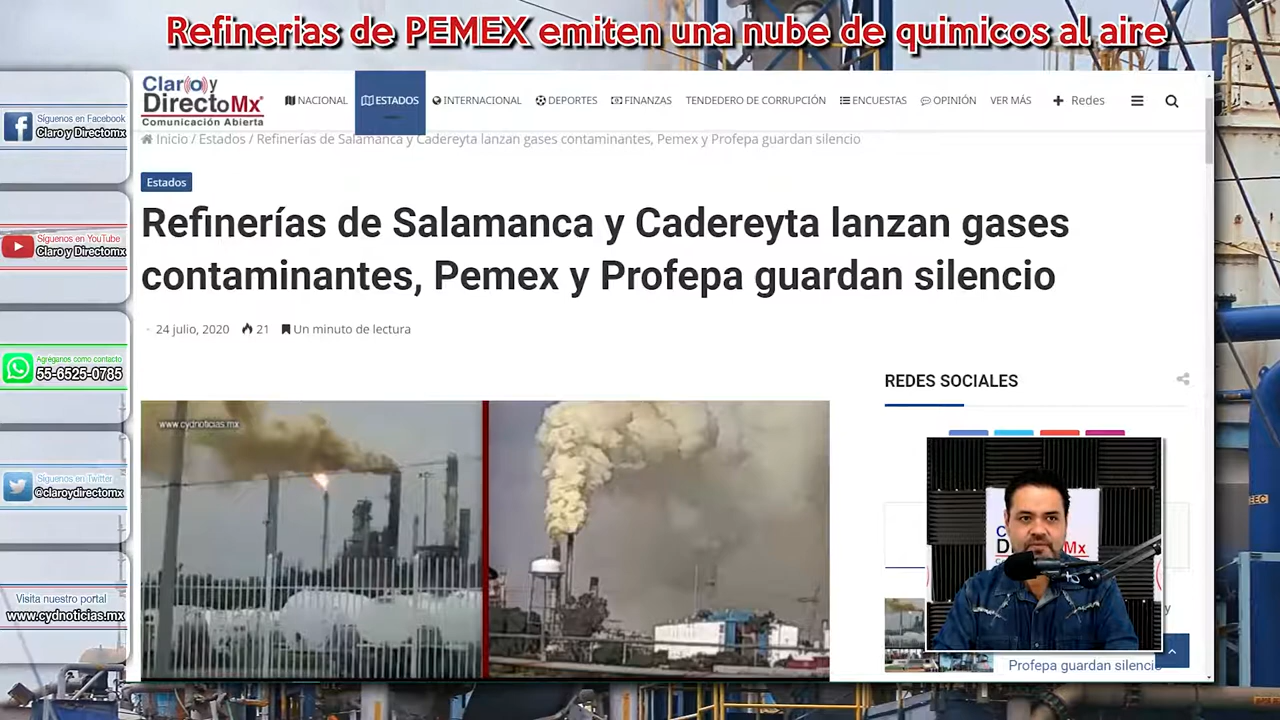 Refinerias de PEMEX emiten una nube de quimicos al aire
Siguenos en Facebook
Claro y Directomx
Siguenos en YouTube
Claro y Directomx
Agréganos como contacto
55-6525-0785
Siguenos en Twitter
@claroydirectomx
Visita nuestro portal
www.cydnoticias.mx
Claro y
DirectoMx
Comunicación Abierta
NACIONAL ESTADOS INTERNACIONAL DEPORTES FINANZAS TENDEDERO DE CORRUPCIÓN ENCUESTAS OPINIÓN VER MÁS + Redes
Inicio / Estados / Refinerías de Salamanca y Cadereyta lanzan gases contaminantes, Pemex y Profepa guardan silencio
Estados
Refinerías de Salamanca y Cadereyta lanzan gases
contaminantes, Pemex y Profepa guardan silencio
24 julio, 2020 21 Un minuto de lectura
REDES SOCIALES
www.cydnoticias.mx
y
Profepa guardan silencio